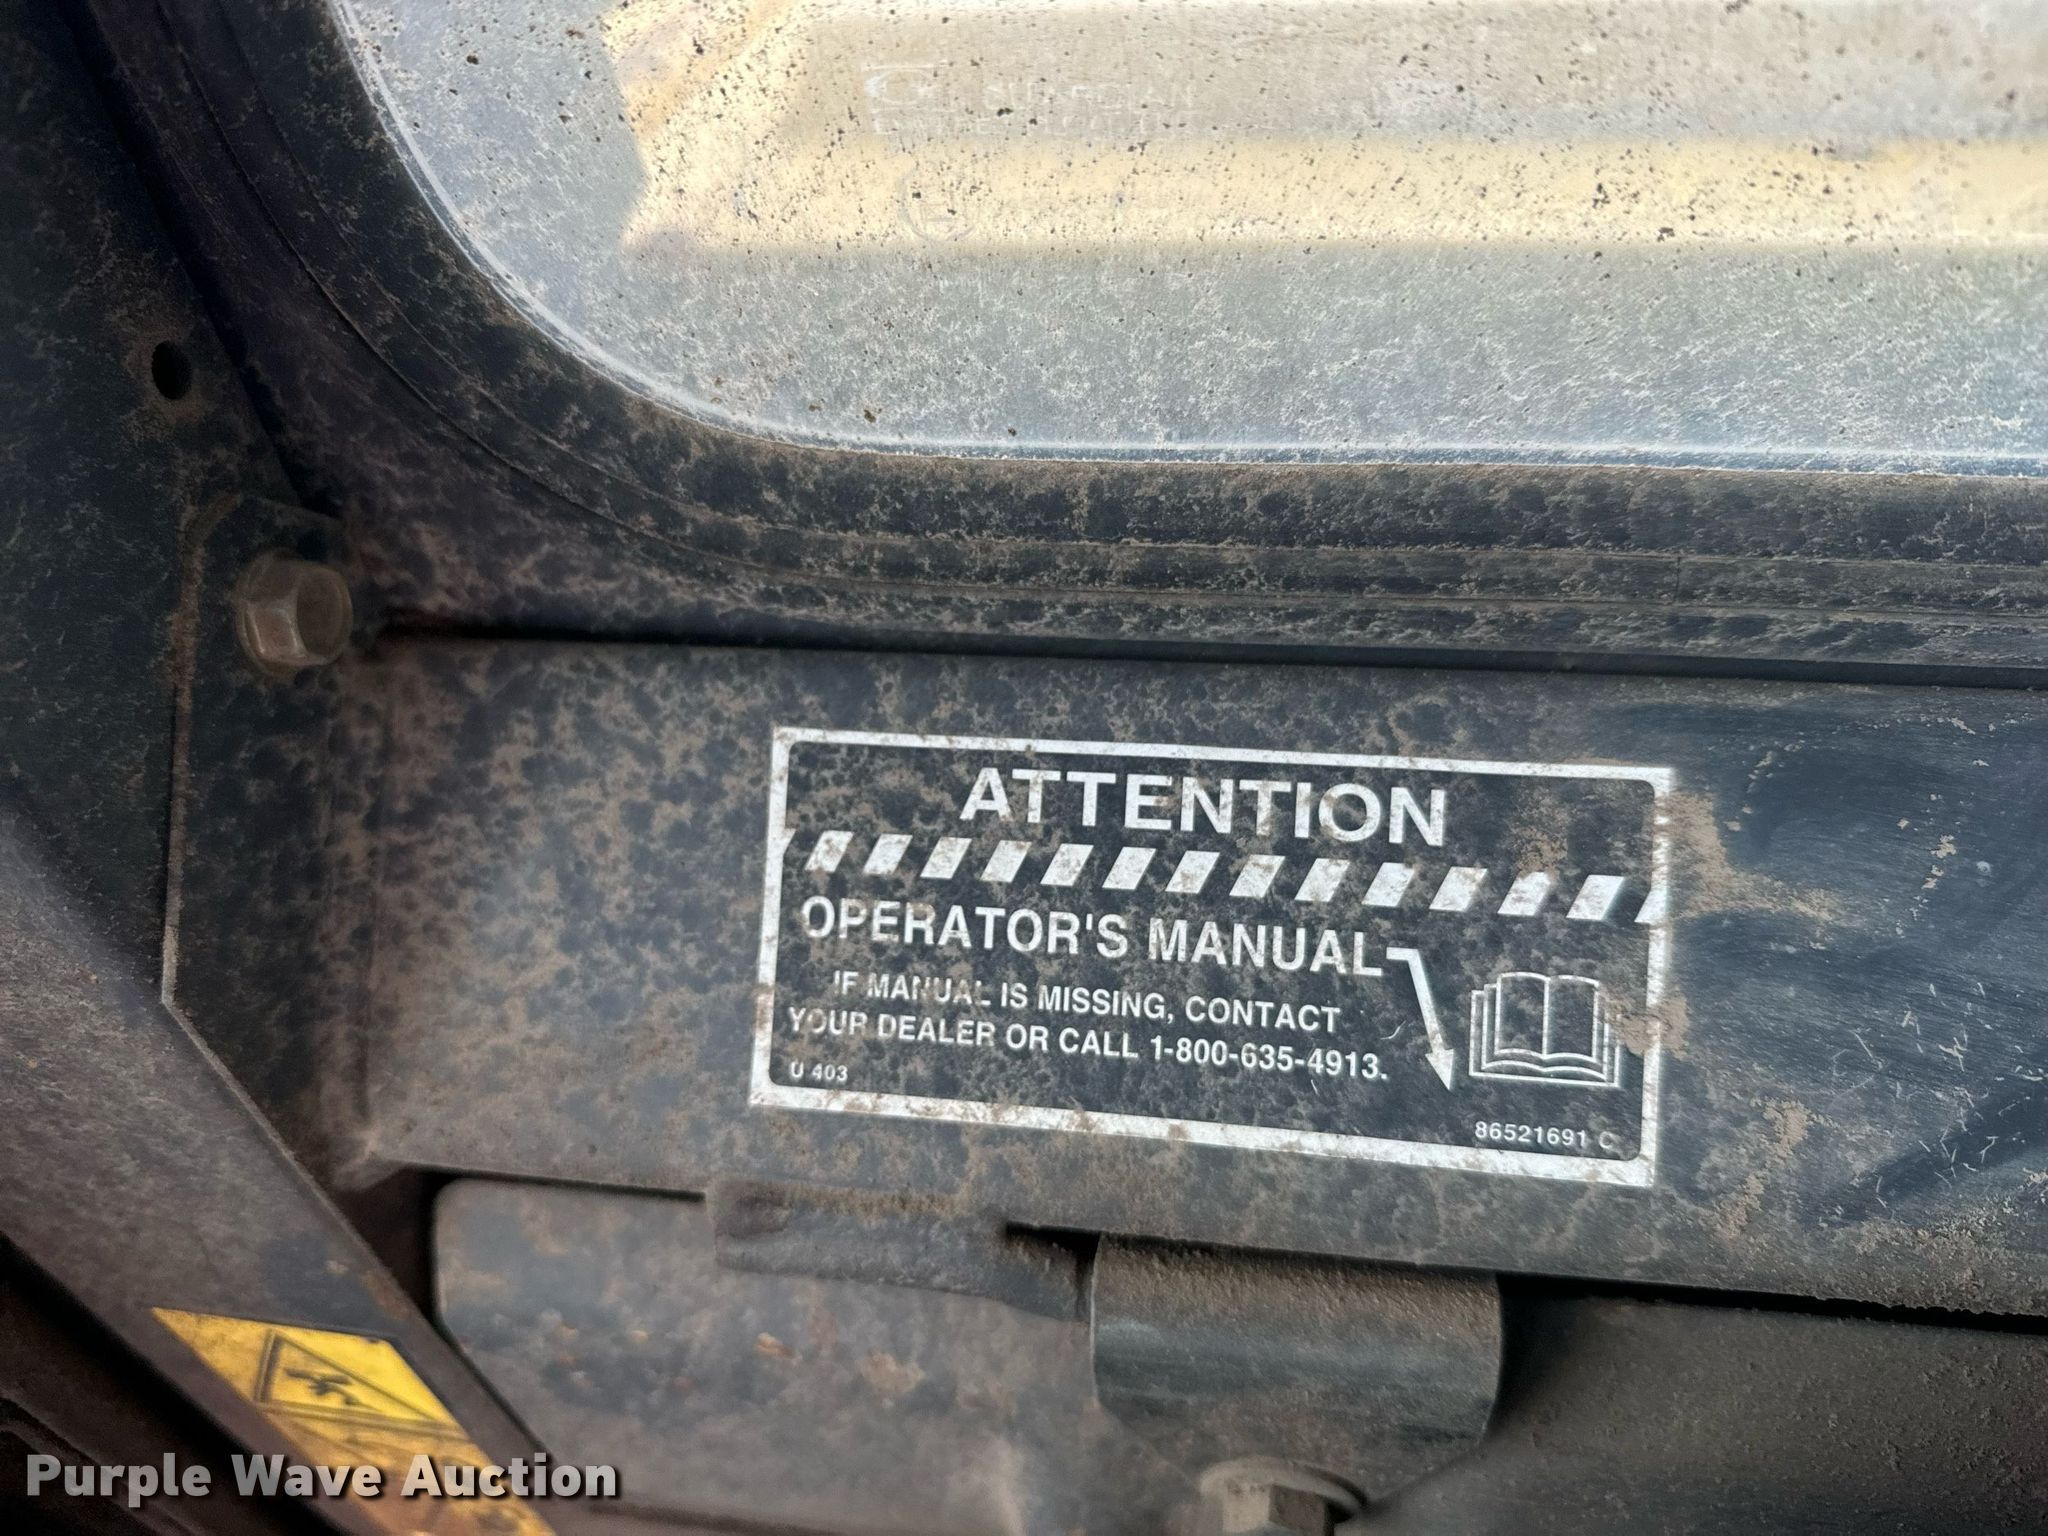 GUARDIAN
ATTENTION
OPERATOR'S MANUAL
IF MANUAL IS MISSING, CONTACT
YOUR DEALER OR CALL 1-800-635-4913.
U 403
86521691 C
Purple Wave Auction